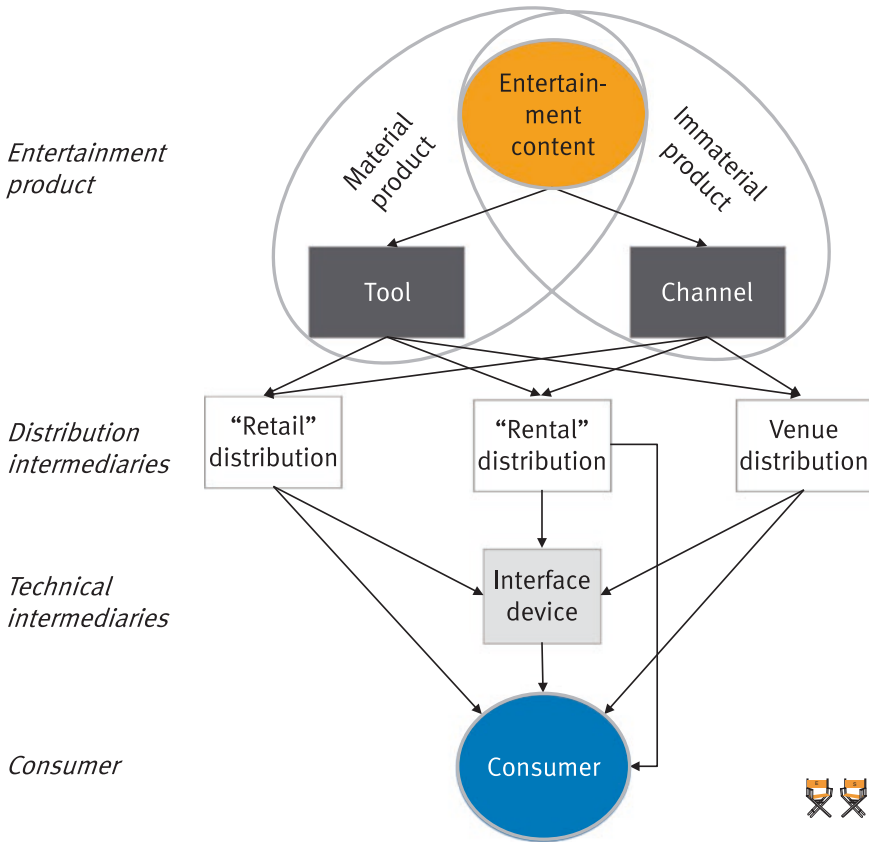 Entertain-
ment
content
Material
product
Immaterial
product
Entertainment
product
Tool
Channel
Distribution
intermediaries
“Retail”
distribution
“Rental”
distribution
Venue
distribution
Technical
intermediaries
Interface
device
Consumer
Consumer